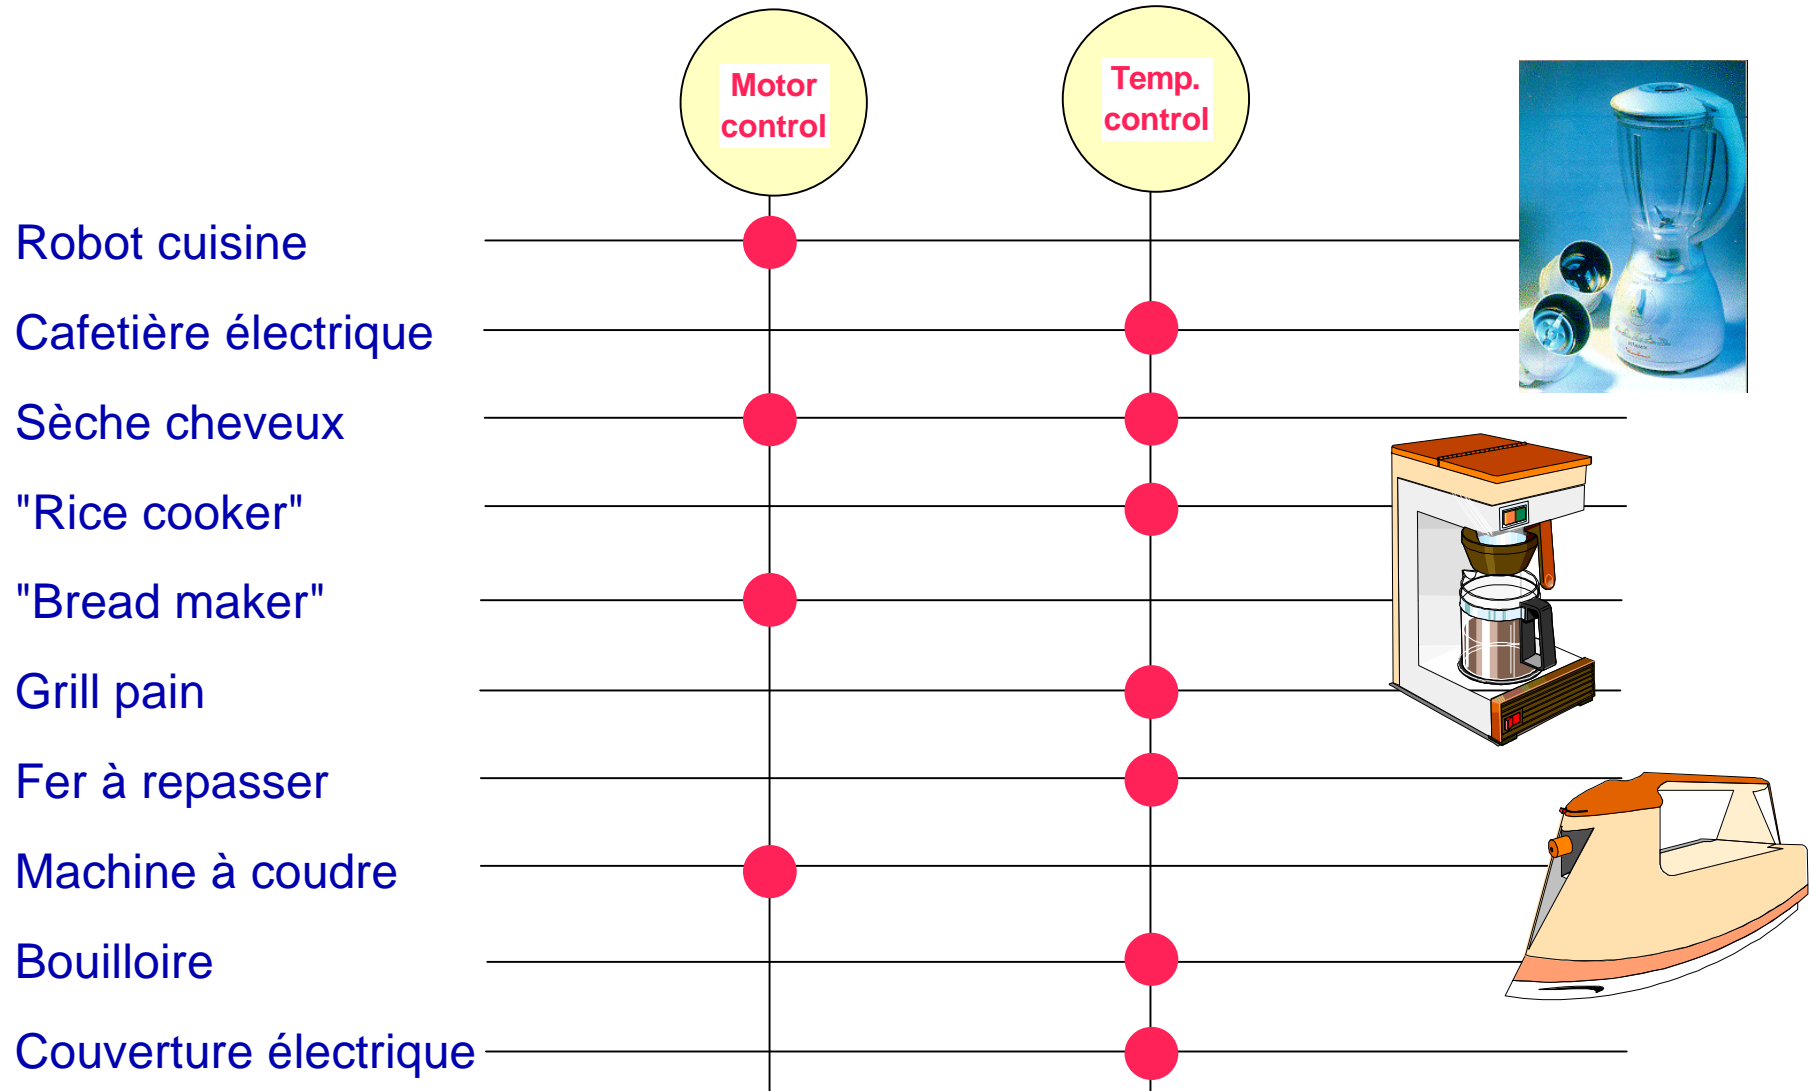 Motor
control
Temp.
control
Robot cuisine
Cafetière électrique
Sèche cheveux
"Rice cooker"
"Bread maker"
Grill pain
Fer à repasser
Machine à coudre
Bouilloire
Couverture électrique